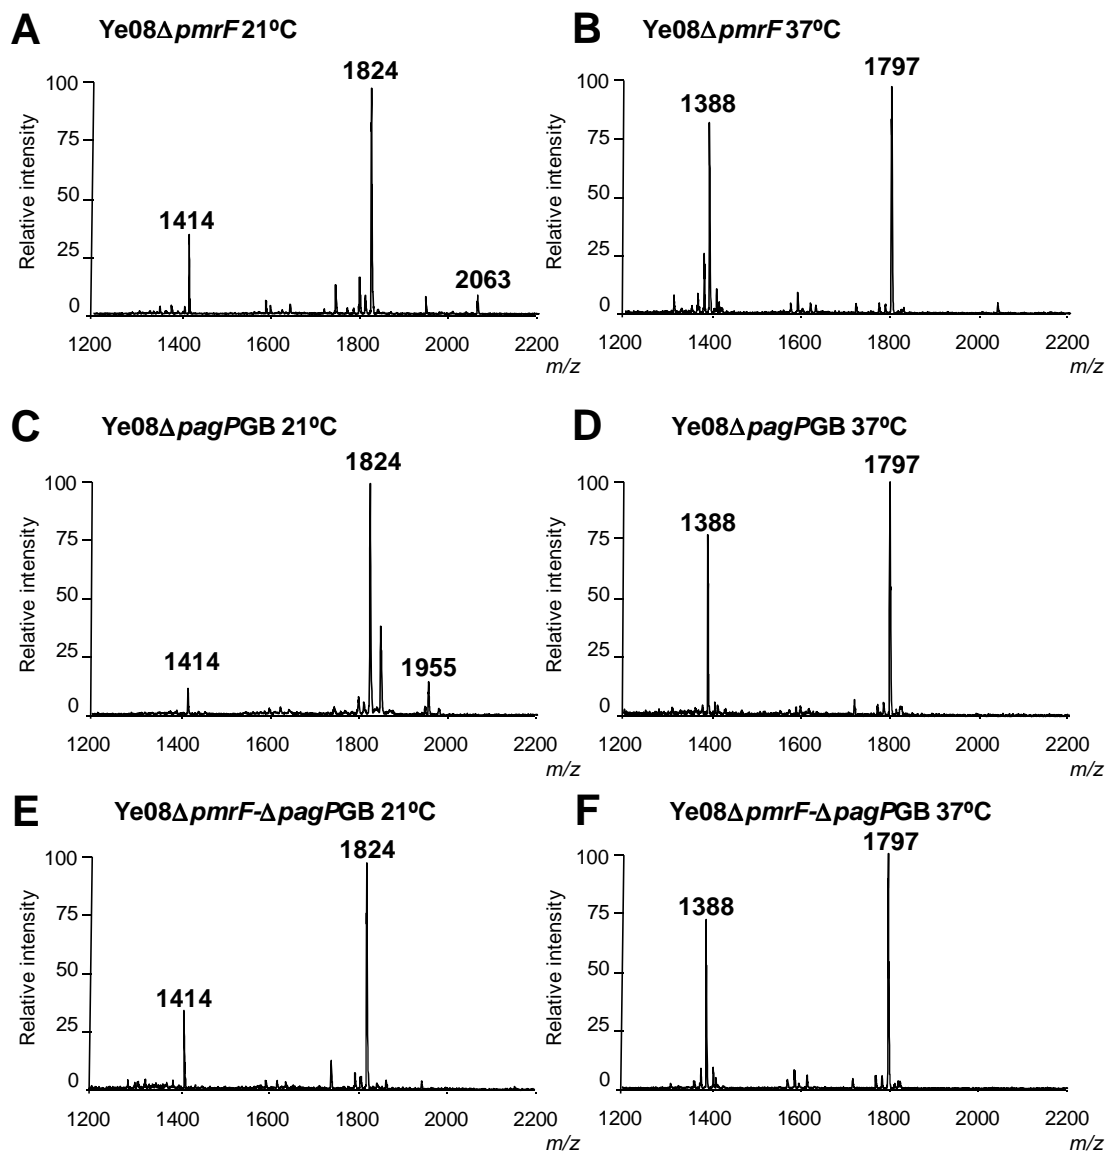 A
Ye08ΔpmrF 21ºC
100
75
50
25
0
Relative intensity
1414
1824
2063
1200 1400 1600 1800 2000 2200
m/z
B
Ye08ΔpmrF 37ºC
100
75
50
25
0
Relative intensity
1388
1797
1200 1400 1600 1800 2000 2200
m/z
C
Ye08ΔpagPGB 21ºC
100
75
50
25
0
Relative intensity
1414
1824
1955
1200 1400 1600 1800 2000 2200
m/z
D
Ye08ΔpagPGB 37ºC
100
75
50
25
0
Relative intensity
1388
1797
1200 1400 1600 1800 2000 2200
m/z
E
Ye08ΔpmrF-ΔpagPGB 21ºC
100
75
50
25
0
Relative intensity
1414
1824
1200 1400 1600 1800 2000 2200
m/z
F
Ye08ΔpmrF-ΔpagPGB 37ºC
100
75
50
25
0
Relative intensity
1388
1797
1200 1400 1600 1800 2000 2200
m/z